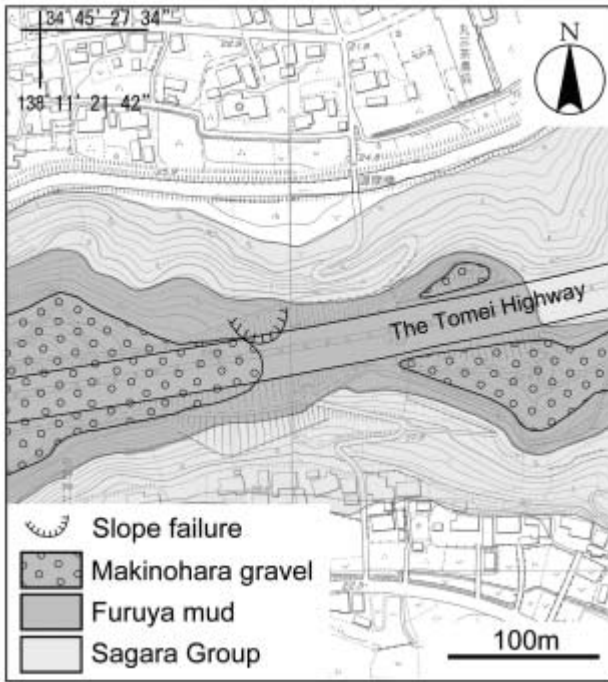 34° 45' 27 34"
138° 11' 21 42"
N
The Tomei Highway
Slope failure
Makinohara gravel
Furuya mud
Sagara Group
100m